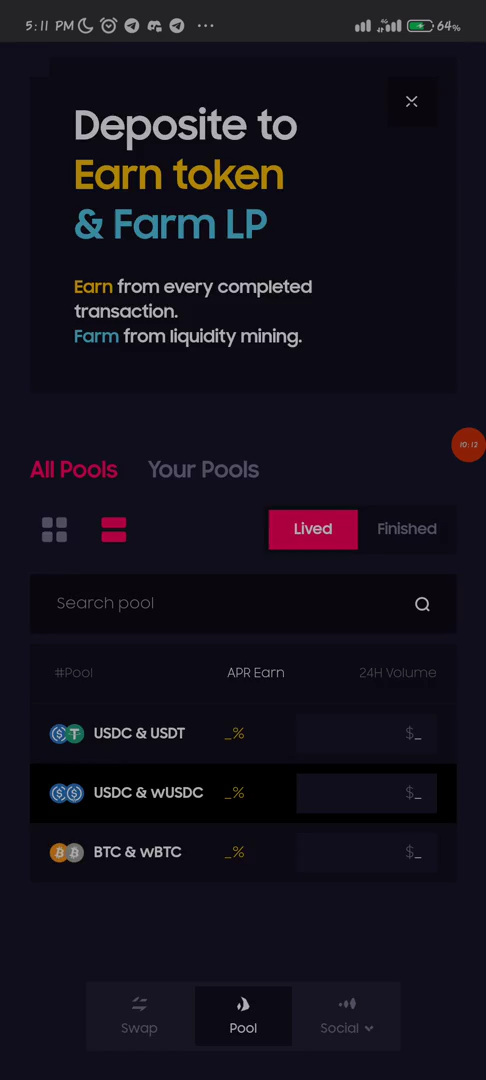 5:11 PM
64%
Deposite to
Earn token
& Farm LP
Earn from every completed
transaction.
Farm from liquidity mining.
10:12
All Pools
Your Pools
Lived
Finished
Search pool
#Pool
APR Earn
24H Volume
USDC & USDT
_%
$_
USDC & wUSDC
_%
$_
BTC & wBTC
_%
$_
Swap
Pool
Social